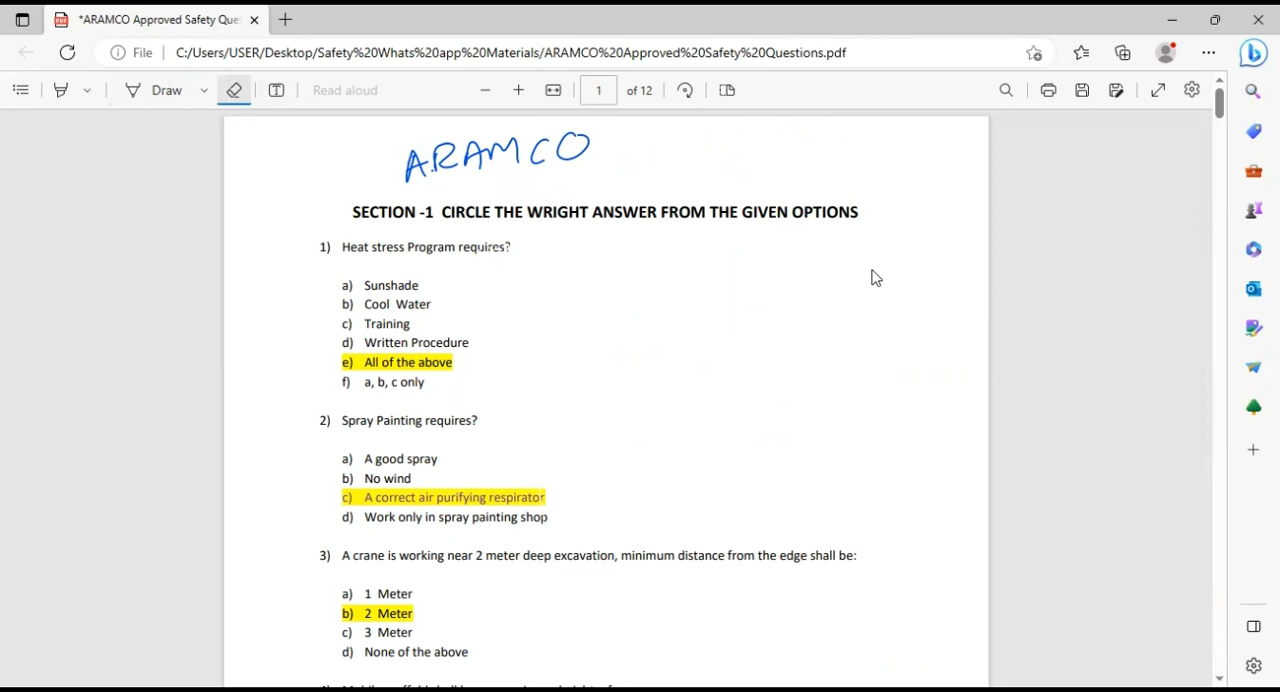 *ARAMCO Approved Safety Que
File
C:/Users/USER/Desktop/Safety%20Whats%20app%20Materials/ARAMCO%20Approved%20Safety%20Questions.pdf
Draw
Read aloud
1
of 12
ARAMCO
SECTION -1 CIRCLE THE WRIGHT ANSWER FROM THE GIVEN OPTIONS
1) Heat stress Program requires?
a) Sunshade
b) Cool Water
c) Training
d) Written Procedure
e) All of the above
f) a, b, c only
2) Spray Painting requires?
a) A good spray
b) No wind
c) A correct air purifying respirator
d) Work only in spray painting shop
3) A crane is working near 2 meter deep excavation, minimum distance from the edge shall be:
a) 1 Meter
b) 2 Meter
c) 3 Meter
d) None of the above